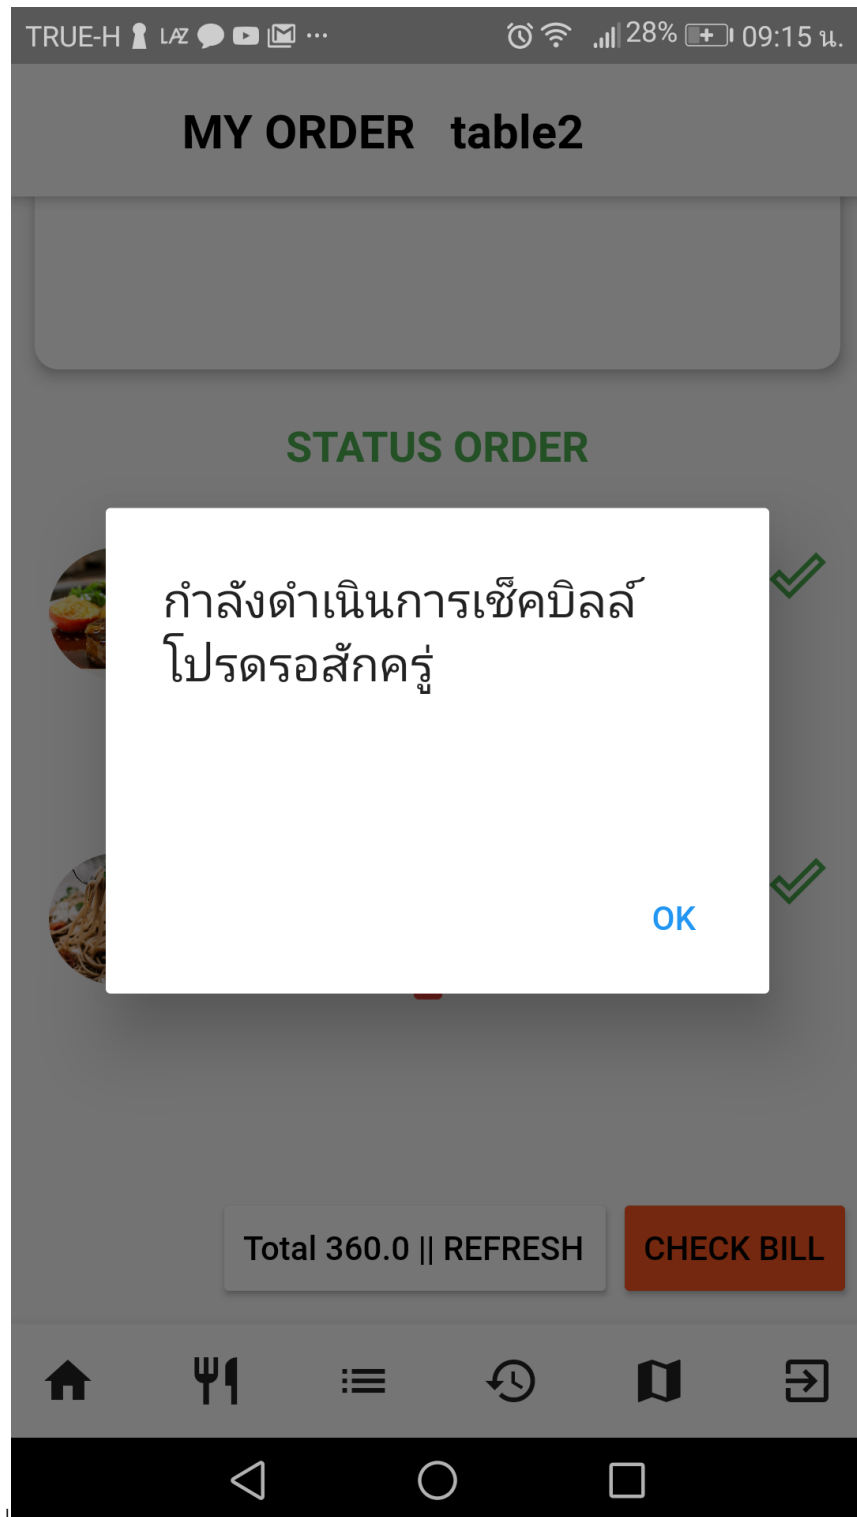 TRUE-H LAZ 28% 09:15 น.
MY ORDER table2
STATUS ORDER
กำลังดำเนินการเช็คบิลล์
โปรดรอสักครู่
OK
Total 360.0 || REFRESH CHECK BILL